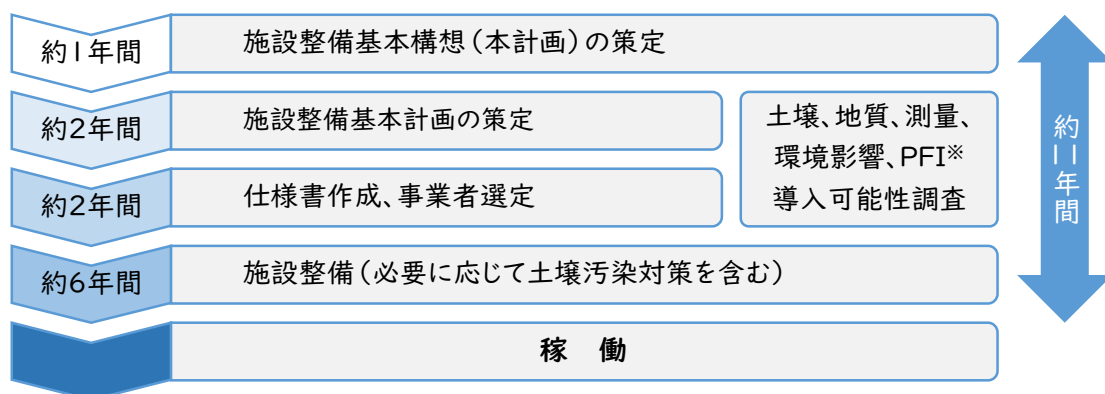 約1年間
施設整備基本構想(本計画)の策定
約2年間
施設整備基本計画の策定
約2年間
仕様書作成、事業者選定
土壌、地質、測量、
環境影響、PFI※
導入可能性調査
約6年間
施設整備(必要に応じて土壌汚染対策を含む)
稼 働
約11年間